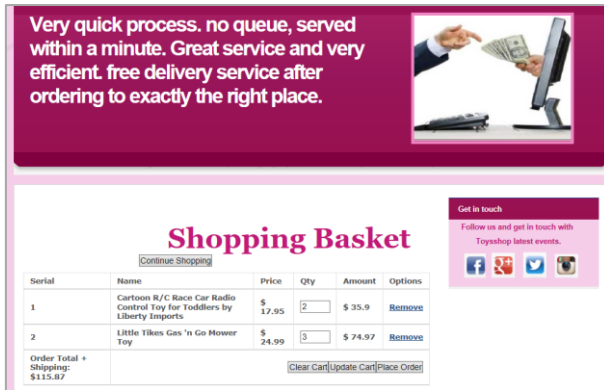 Very quick process. no queue, served
within a minute. Great service and very
efficient. free delivery service after
ordering to exactly the right place.
Get in touch
Follow us and get in touch with
Toysshop latest events.
Shopping Basket
Continue Shopping
Serial Name Price Qty Amount Options
1 Cartoon R/C Race Car Radio Control Toy for Toddlers by Liberty Imports $ 17.95 2 $ 35.9 Remove
2 Little Tikes Gas 'n Go Mower Toy $ 24.99 3 $ 74.97 Remove
Order Total +
Shipping:
$115.87
Clear Cart Update Cart Place Order